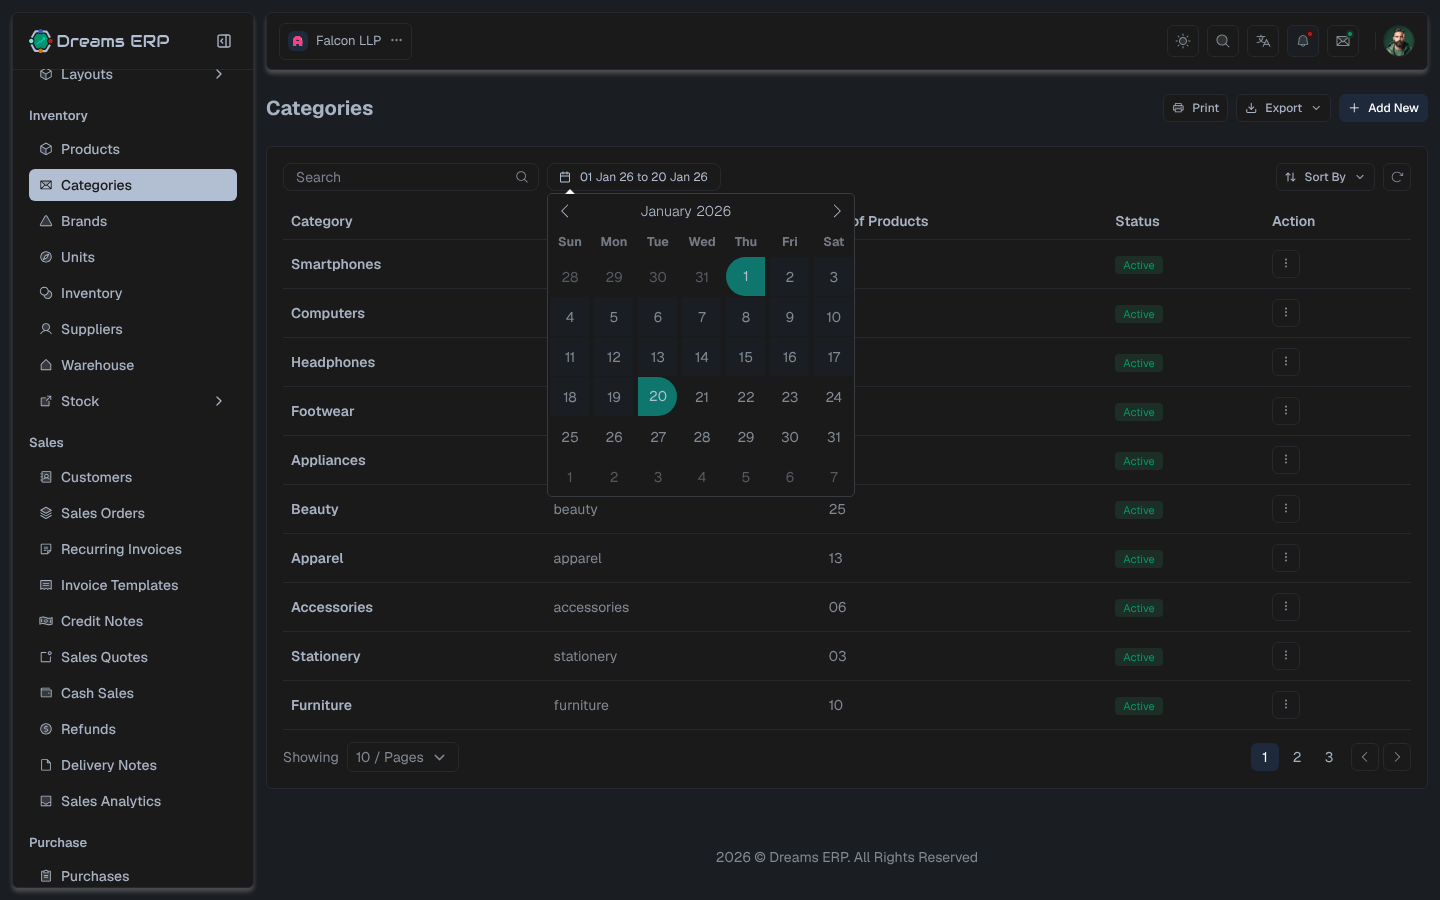 Dreams ERP
Layouts
Inventory
Products
Categories
Brands
Units
Inventory
Suppliers
Warehouse
Stock
Sales
Customers
Sales Orders
Recurring Invoices
Invoice Templates
Credit Notes
Sales Quotes
Cash Sales
Refunds
Delivery Notes
Sales Analytics
Purchase
Purchases
Falcon LLP
Categories
Print
Export
Add New
Search
01 Jan 26 to 20 Jan 26
Sort By
January 2026
Sun Mon Tue Wed Thu Fri Sat
28 29 30 31 1 2 3
4 5 6 7 8 9 10
11 12 13 14 15 16 17
18 19 20 21 22 23 24
25 26 27 28 29 30 31
1 2 3 4 5 6 7
Category of Products Status Action
Smartphones Active
Computers Active
Headphones Active
Footwear Active
Appliances Active
Beauty beauty 25 Active
Apparel apparel 13 Active
Accessories accessories 06 Active
Stationery stationery 03 Active
Furniture furniture 10 Active
Showing 10 / Pages
1 2 3
2026 © Dreams ERP. All Rights Reserved